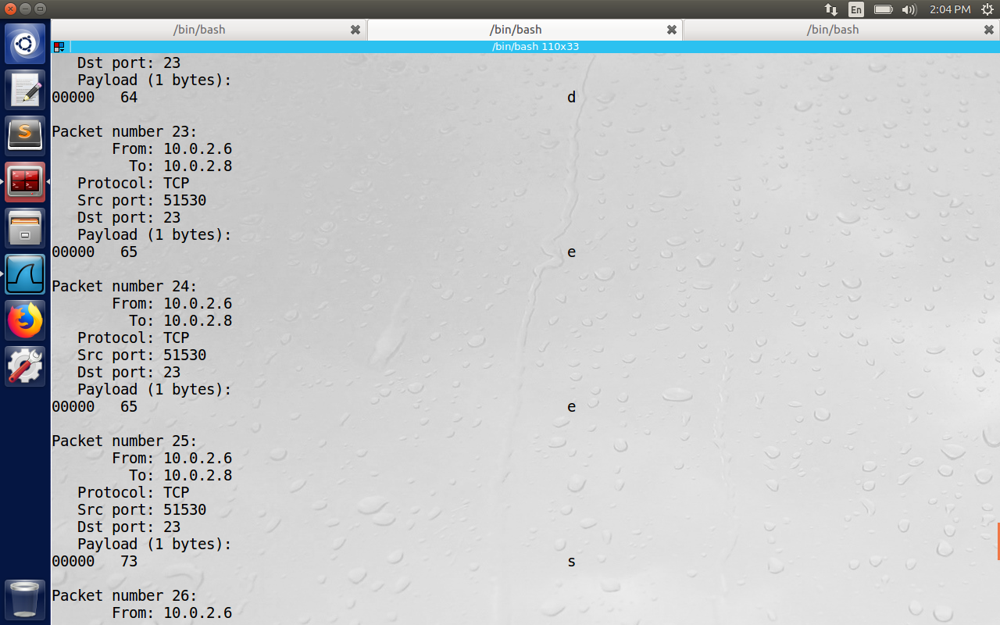 En 2:04 PM
/bin/bash /bin/bash /bin/bash
/bin/bash 110x33
Dst port: 23
Payload (1 bytes):
00000 64 d
Packet number 23:
From: 10.0.2.6
To: 10.0.2.8
Protocol: TCP
Src port: 51530
Dst port: 23
Payload (1 bytes):
00000 65 e
Packet number 24:
From: 10.0.2.6
To: 10.0.2.8
Protocol: TCP
Src port: 51530
Dst port: 23
Payload (1 bytes):
00000 65 e
Packet number 25:
From: 10.0.2.6
To: 10.0.2.8
Protocol: TCP
Src port: 51530
Dst port: 23
Payload (1 bytes):
00000 73 s
Packet number 26:
From: 10.0.2.6